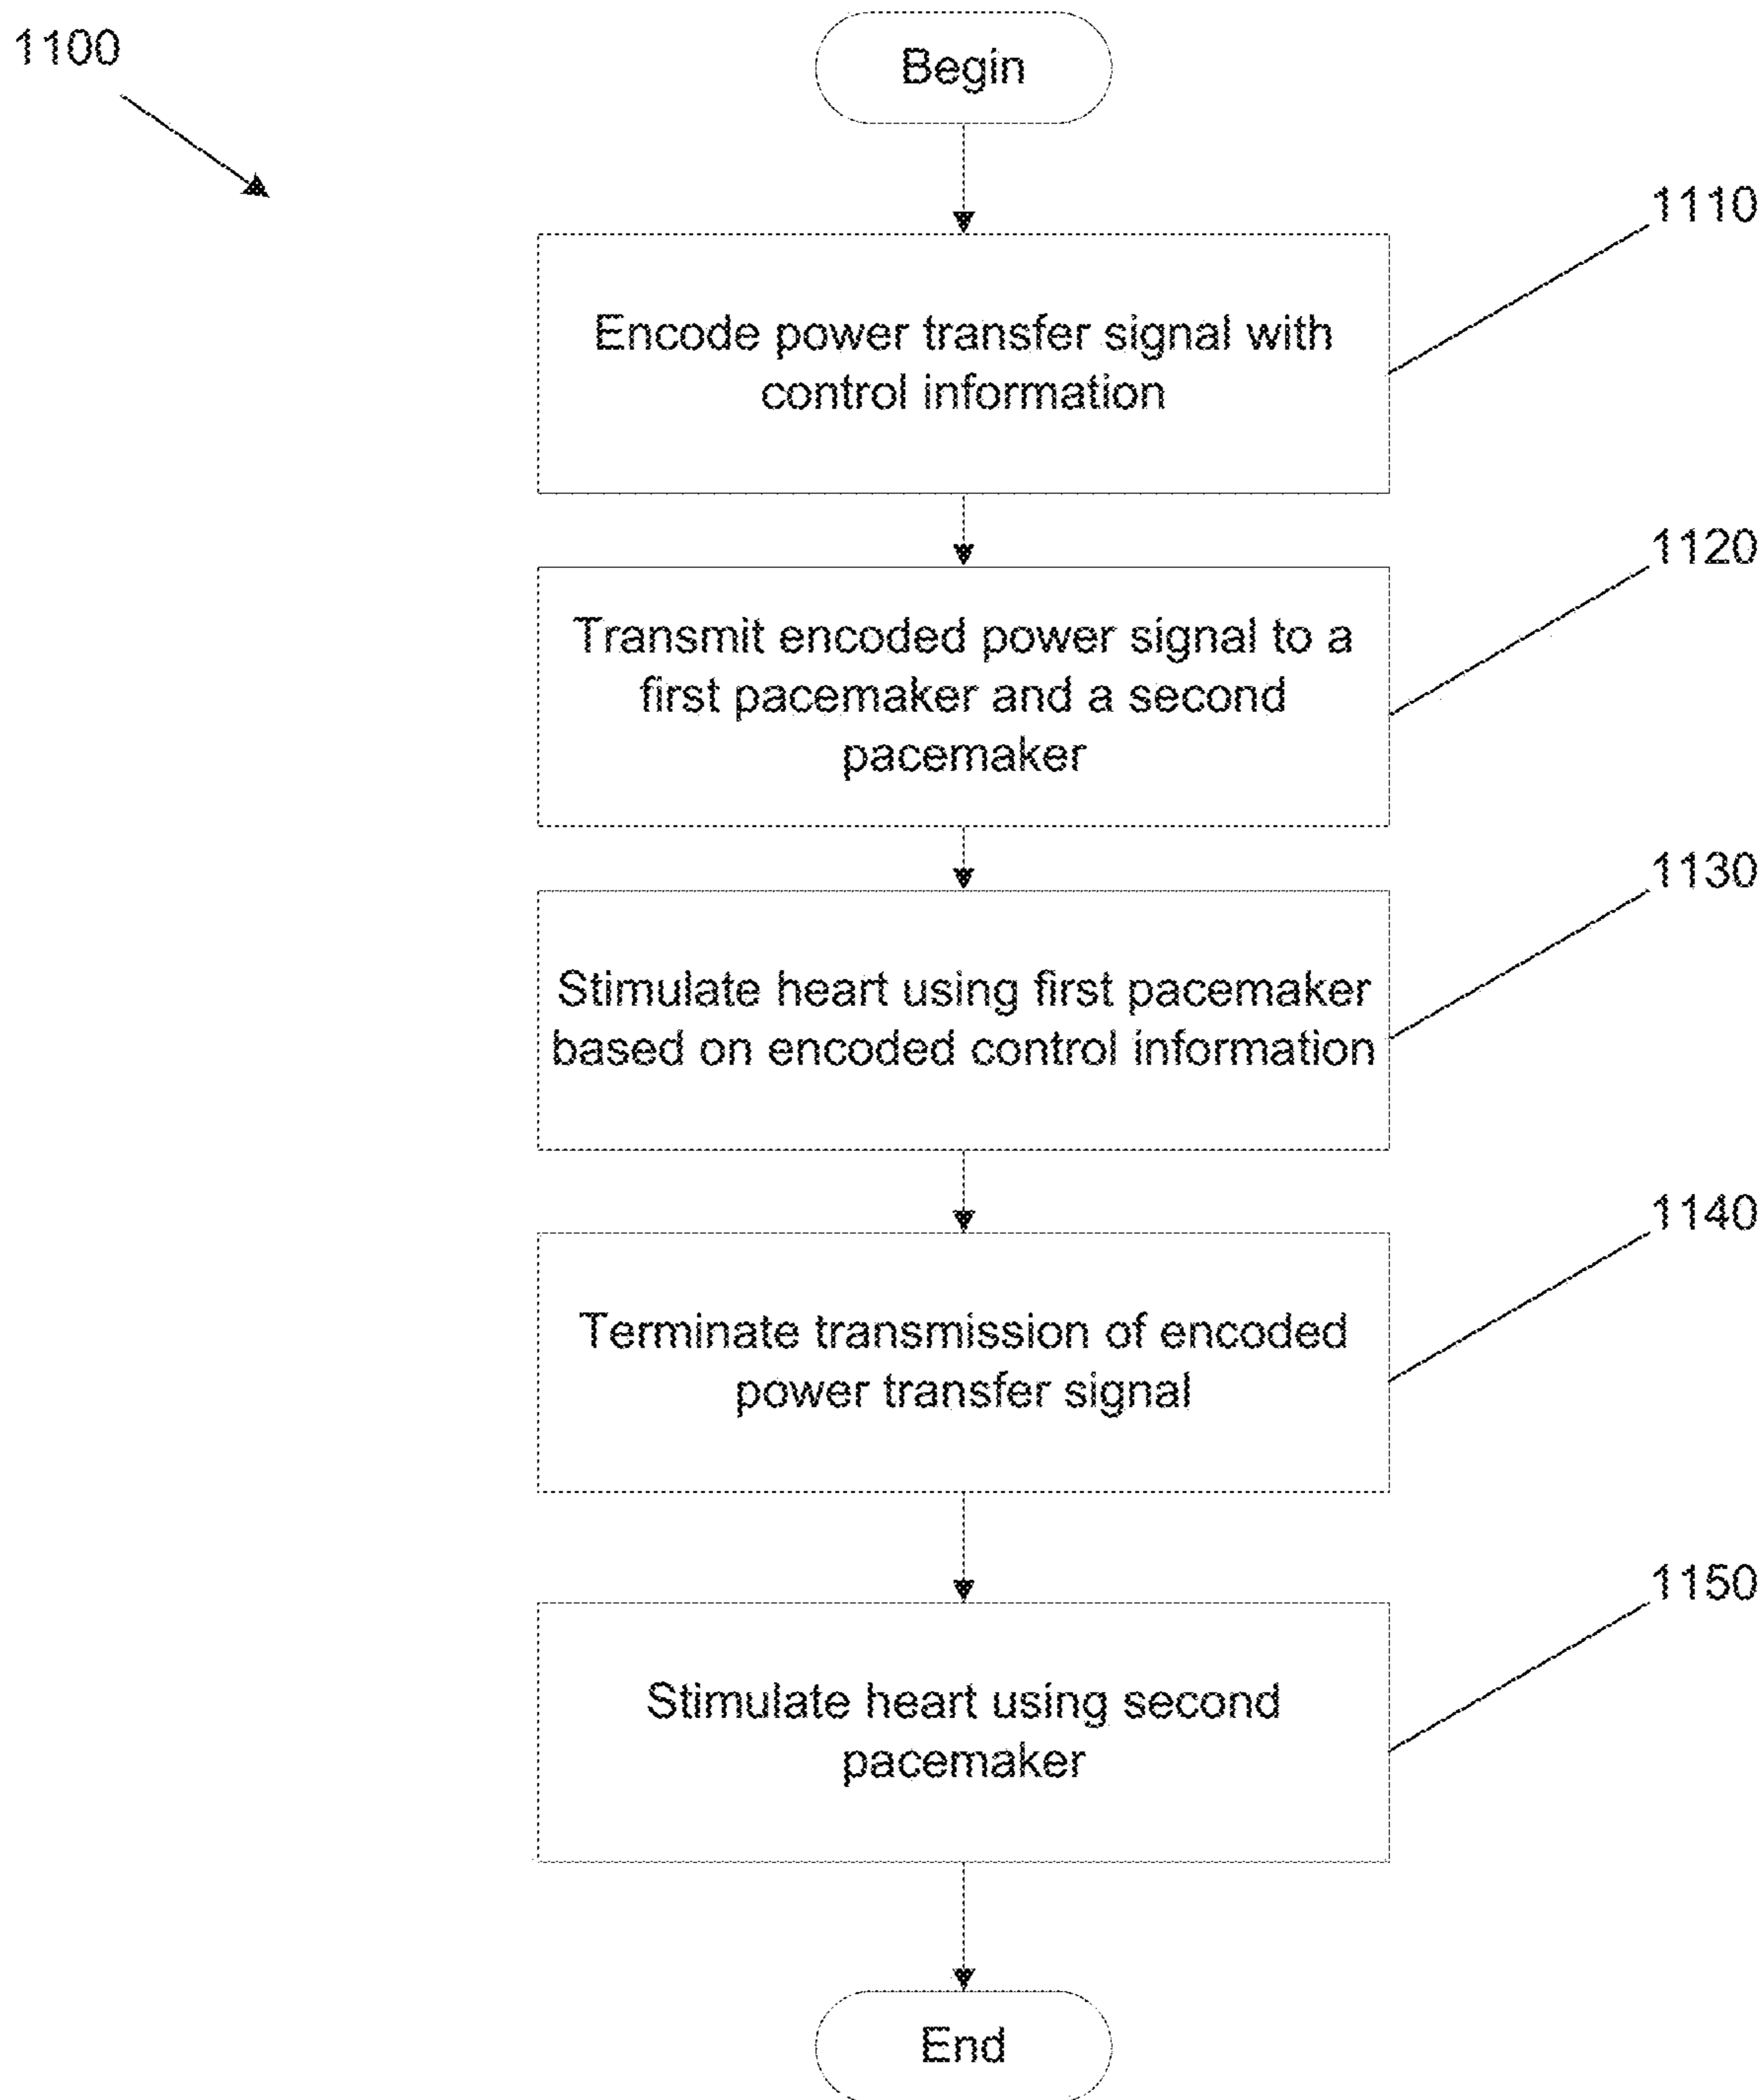 1100
Begin
1110
Encode power transfer signal with
control information
1120
Transmit encoded power signal to a
first pacemaker and a second
pacemaker
1130
Stimulate heart using first pacemaker
based on encoded control information
1140
Terminate transmission of encoded
power transfer signal
1150
Stimulate heart using second
pacemaker
End